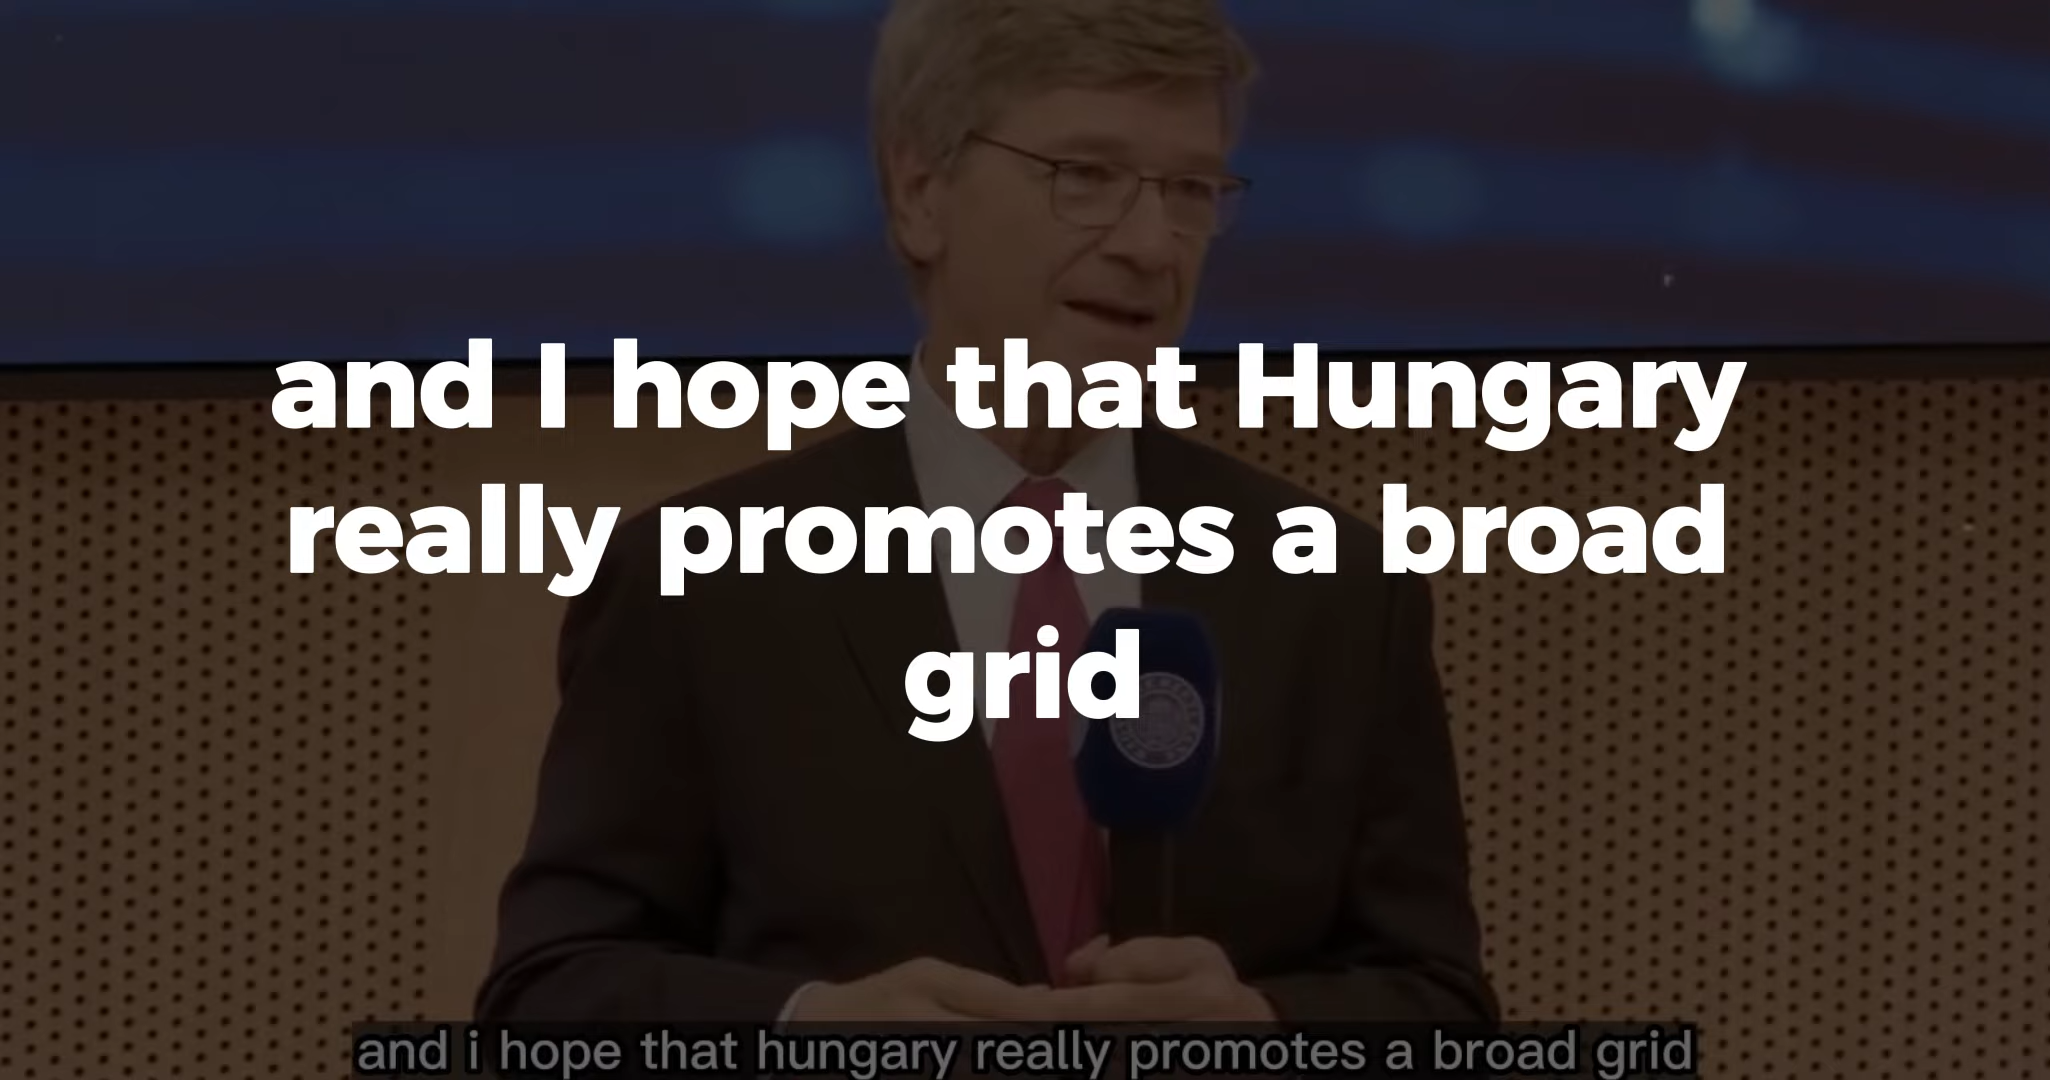 and I hope that Hungary
really promotes a broad
grid
and i hope that hungary really promotes a broad grid